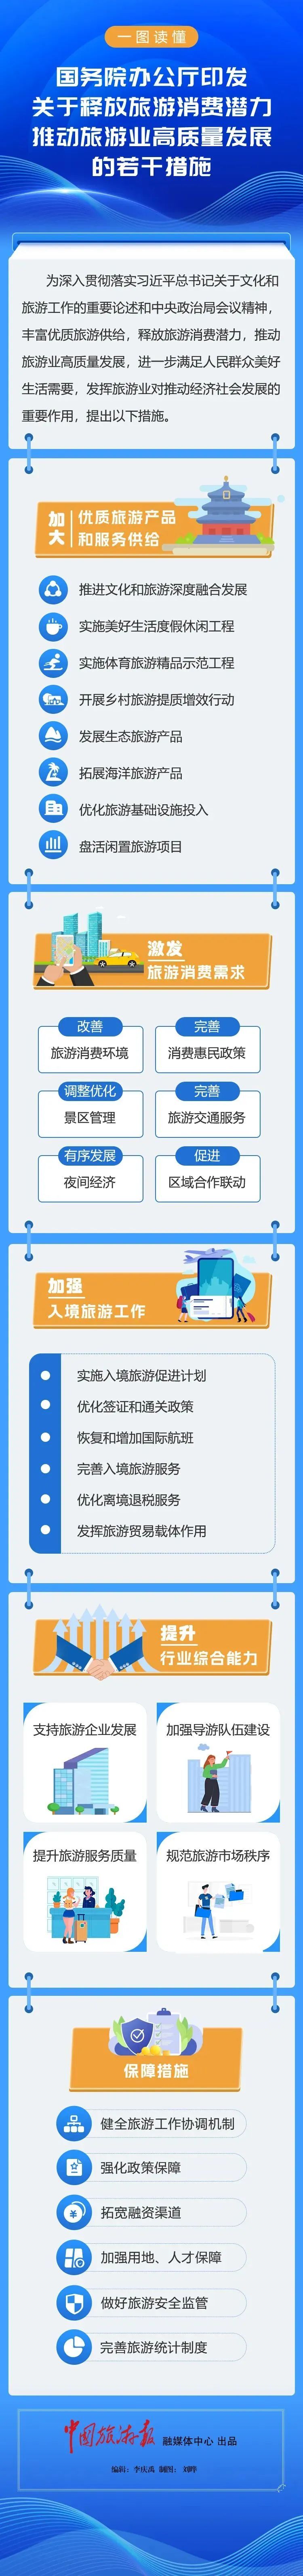 一图读懂
国务院办公厅印发
关于释放旅游消费潜力
推动旅游业高质量发展
的若干措施
为深入贯彻落实习近平总书记关于文化和
旅游工作的重要论述和中央政治局会议精神，
丰富优质旅游供给，释放旅游消费潜力，推动
旅游业高质量发展，进一步满足人民群众美好
生活需要，发挥旅游业对推动经济社会发展的
重要作用，提出以下措施。
加大
优质旅游产品
和服务供给
推进文化和旅游深度融合发展
实施美好生活度假休闲工程
实施体育旅游精品示范工程
开展乡村旅游提质增效行动
发展生态旅游产品
拓展海洋旅游产品
优化旅游基础设施投入
盘活闲置旅游项目
激发
旅游消费需求
改善
旅游消费环境
完善
消费惠民政策
调整优化
景区管理
完善
旅游交通服务
有序发展
夜间经济
促进
区域合作联动
加强
入境旅游工作
实施入境旅游促进计划
优化签证和通关政策
恢复和增加国际航班
完善入境旅游服务
优化离境退税服务
发挥旅游贸易载体作用
提升
行业综合能力
支持旅游企业发展
加强导游队伍建设
提升旅游服务质量
规范旅游市场秩序
保障措施
健全旅游工作协调机制
强化政策保障
拓宽融资渠道
加强用地、人才保障
做好旅游安全监管
完善旅游统计制度
中国旅游报 融媒体中心 出品
编辑：李庆禹 制图：刘晔